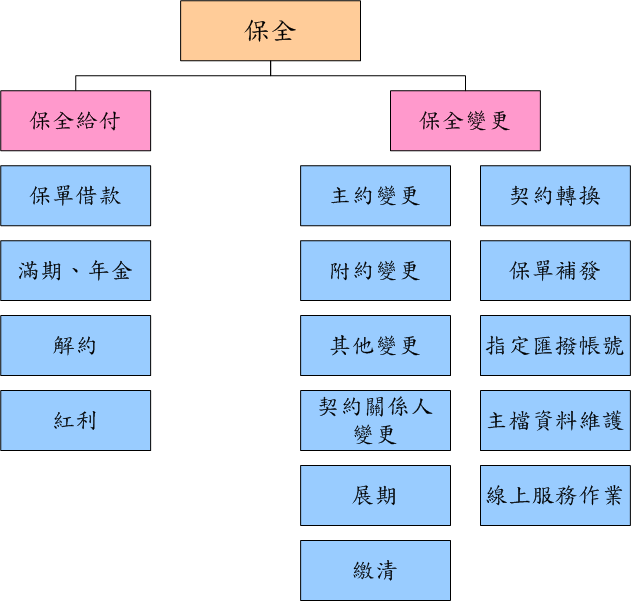 保全
保全給付
保全變更
保單借款
主約變更
契約轉換
滿期、年金
附約變更
保單補發
解約
其他變更
指定匯撥帳號
紅利
契約關係人
變更
主檔資料維護
展期
線上服務作業
繳清